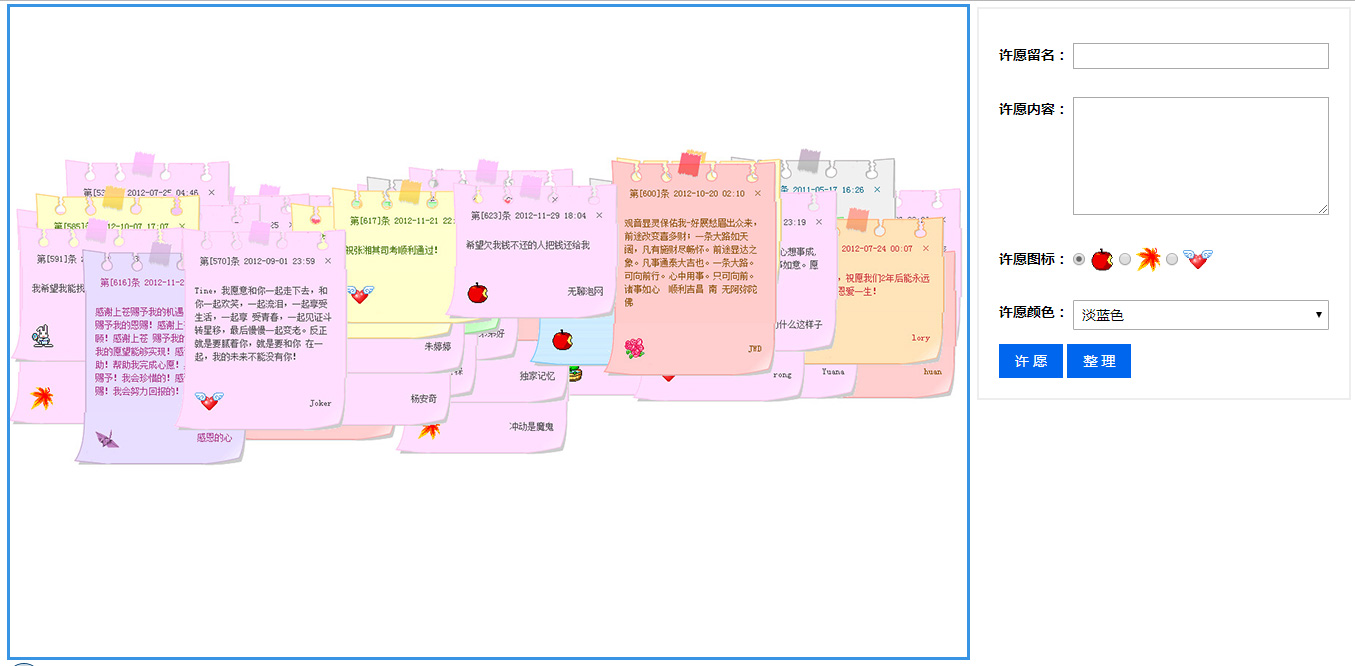 第[53
2012-07-25 04:46 ×
第[585]条 2012-10-07 17:07 ×
第[591]条
我希望我能找
第[616]条 2012-11-2
感谢上苍赐予我的机遇
赐予我的恩赐！感谢上
感谢上苍 赐予我的
我的愿望能够实现！感
助！帮助我完成心愿！
赐予！我会珍惜的！感
赐！我会努力回报的！
感恩的心
第[570]条 2012-09-01 23:59 ×
Tine，我愿意和你一起走下去，和
你一起欢笑，一起流泪，一起享受
生活，一起享 受青春，一起见证斗
转星移，最后慢慢一起变老。反正
就是要腻着你，就是要和你 在一
起，我的未来不能没有你！
Joker
第[617]条 2012-11-21 22:
祝张湘其司考顺利通过！
朱婷婷
杨安奇
第[623]条 2012-11-29 18:04 ×
希望欠我钱不还的人把钱还给我
无聊泡网
弟好
独家记忆
冲动是魔鬼
第[600]条 2012-10-20 02:10 ×
观音显灵保佑我-好展愁眉出众来，
前途改变喜多财；一条大路如天
阔，凡有施财尽畅怀。前途显达之
象。凡事通泰大吉也。一条大路。
可向前行。心中用事。只可向前。
诸事如心 顺利吉昌 南 无阿弥陀
佛
JWD
2011-05-17 16:26 ×
23:19 ×
心想事成,
事如意。愿
为什么这样子
rong
Yuana
2012-07-24 00:07 ×
，祝愿我们2年后能永远
恩爱一生！
lory
huan
许愿留名：
许愿内容：
许愿图标：
许愿颜色： 淡蓝色
许 愿 整 理